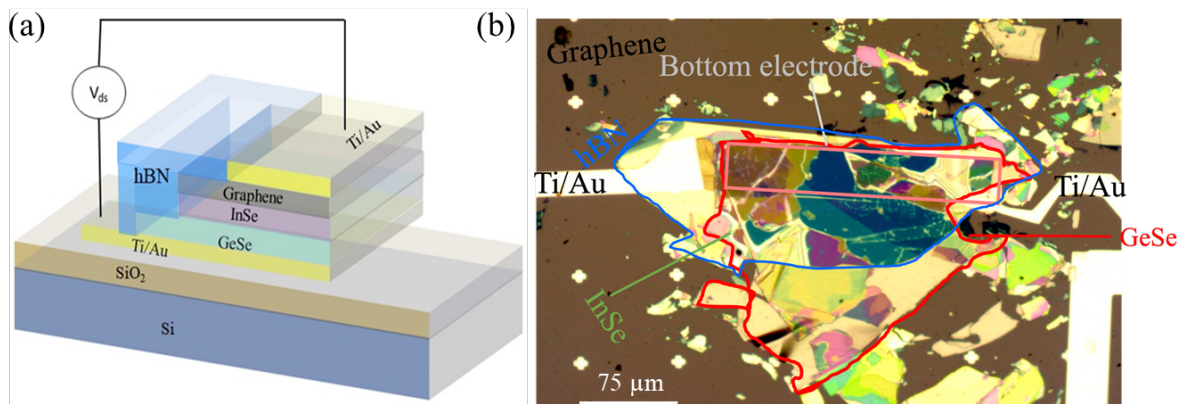 (a)
V_ds
Ti/Au
hBN
Graphene
InSe
GeSe
Ti/Au
SiO₂
Si
(b)
Graphene
Bottom electrode
hBN
Ti/Au
Ti/Au
GeSe
InSe
75 µm